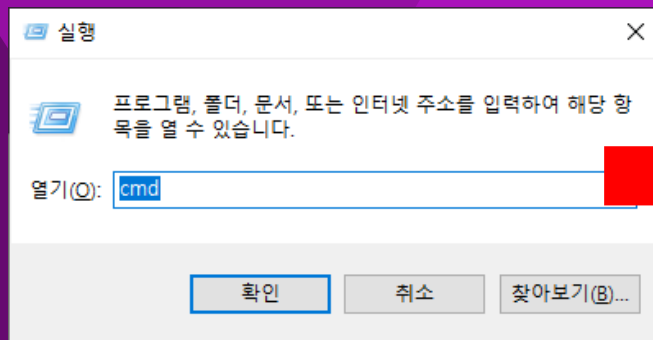 실행
프로그램, 폴더, 문서, 또는 인터넷 주소를 입력하여 해당 항
목을 열 수 있습니다.
열기(O): cmd
확인 취소 찾아보기(B)...